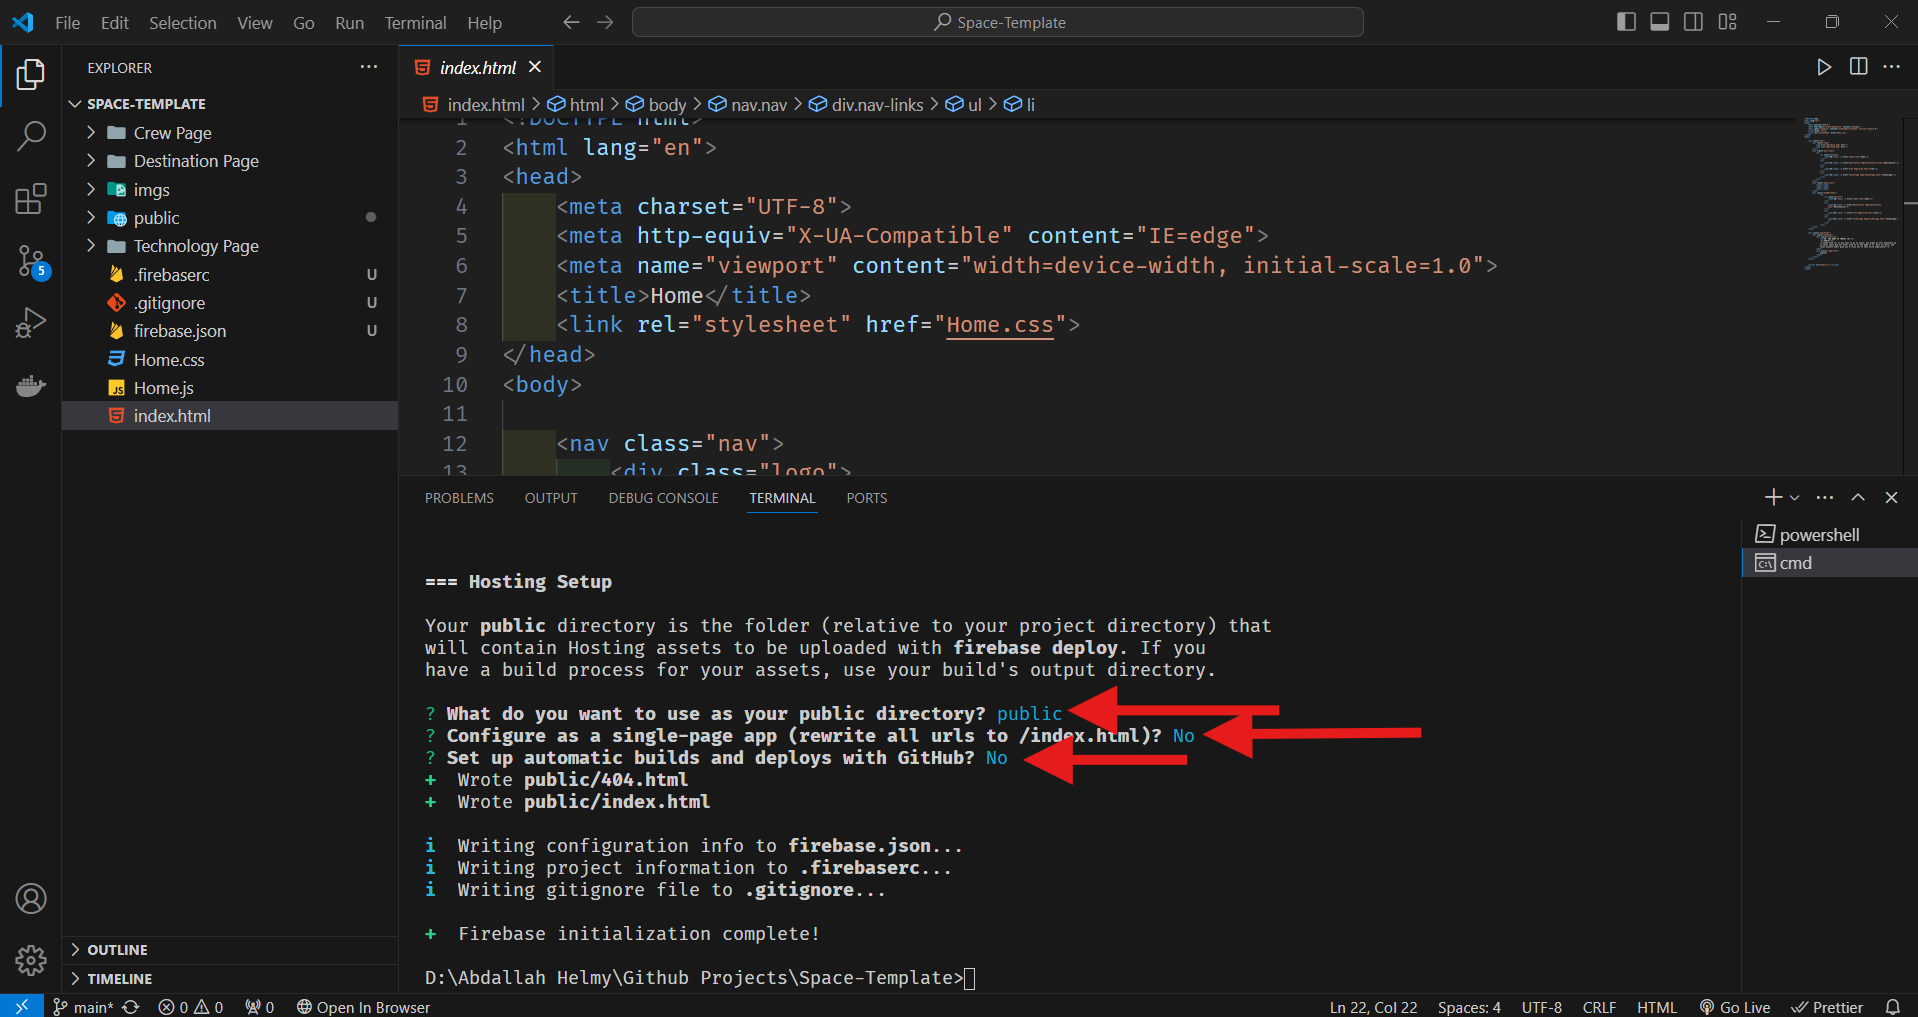 File Edit Selection View Go Run Terminal Help
Space-Template
EXPLORER
SPACE-TEMPLATE
Crew Page
Destination Page
imgs
public
Technology Page
.firebaserc U
.gitignore U
firebase.json U
Home.css
Home.js
index.html
5
OUTLINE
TIMELINE
index.html
index.html > html > body > nav.nav > div.nav-links > ul > li
1 <!DOCTYPE html>
2 <html lang="en">
3 <head>
4 <meta charset="UTF-8">
5 <meta http-equiv="X-UA-Compatible" content="IE=edge">
6 <meta name="viewport" content="width=device-width, initial-scale=1.0">
7 <title>Home</title>
8 <link rel="stylesheet" href="Home.css">
9 </head>
10 <body>
11
12 <nav class="nav">
13 <div class="logo">
PROBLEMS OUTPUT DEBUG CONSOLE TERMINAL PORTS
powershell
cmd
=== Hosting Setup
Your public directory is the folder (relative to your project directory) that
will contain Hosting assets to be uploaded with firebase deploy. If you
have a build process for your assets, use your build's output directory.
? What do you want to use as your public directory? public
? Configure as a single-page app (rewrite all urls to /index.html)? No
? Set up automatic builds and deploys with GitHub? No
+ Wrote public/404.html
+ Wrote public/index.html
i Writing configuration info to firebase.json...
i Writing project information to .firebaserc...
i Writing gitignore file to .gitignore...
+ Firebase initialization complete!
D:\Abdallah Helmy\Github Projects\Space-Template>
main* 0 0 0 Open In Browser Ln 22, Col 22 Spaces: 4 UTF-8 CRLF HTML Go Live Prettier